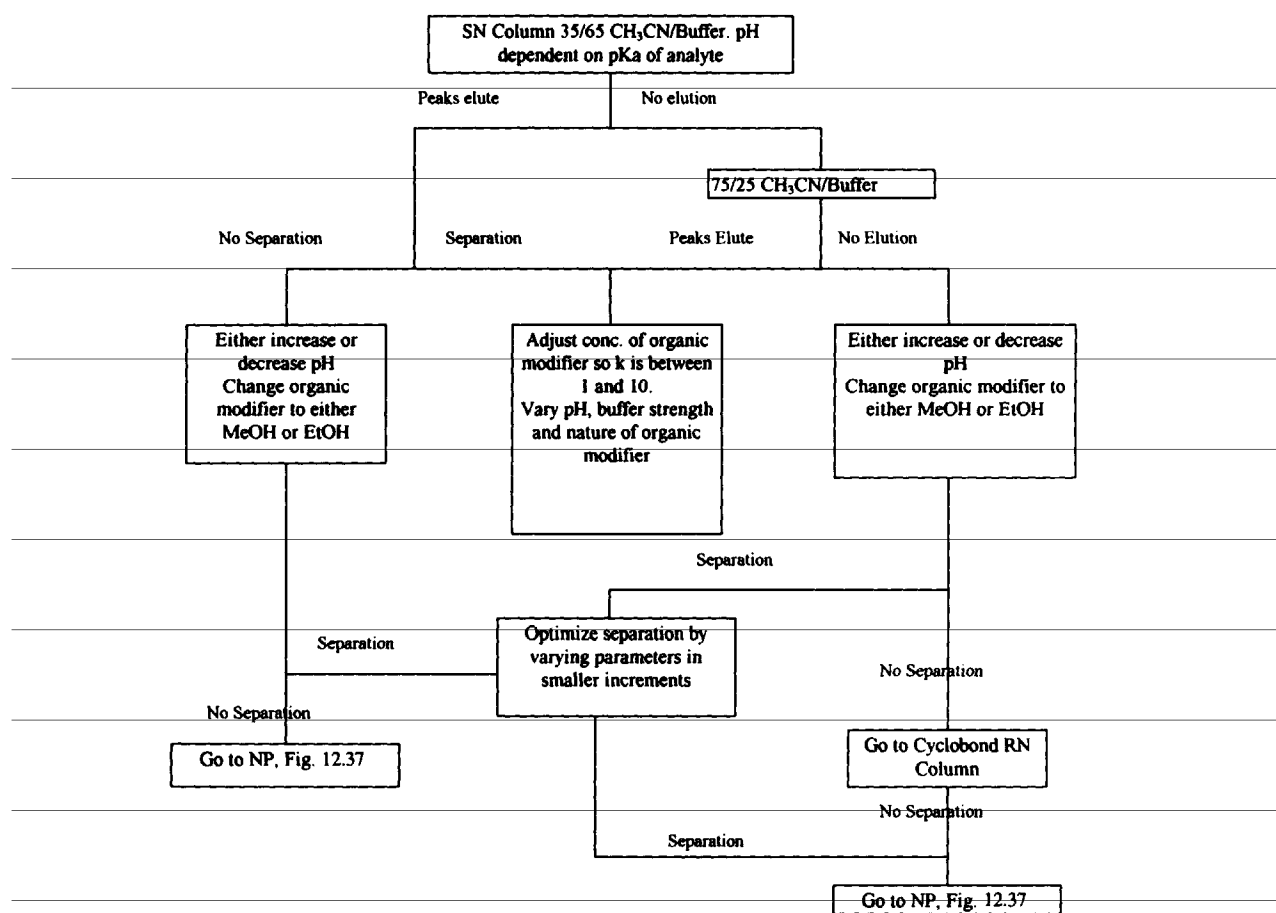 SN Column 35/65 CH₃CN/Buffer. pH
dependent on pKa of analyte
Peaks elute
No elution
75/25 CH₃CN/Buffer
No Separation
Separation
Peaks Elute
No Elution
Either increase or
decrease pH
Change organic
modifier to either
MeOH or EtOH
Adjust conc. of organic
modifier so k is between
1 and 10.
Vary pH, buffer strength
and nature of organic
modifier
Either increase or decrease
pH
Change organic modifier to
either MeOH or EtOH
Separation
Optimize separation by
varying parameters in
smaller increments
Separation
No Separation
No Separation
Go to NP, Fig. 12.37
Go to Cyclobond RN
Column
No Separation
Separation
Go to NP, Fig. 12.37